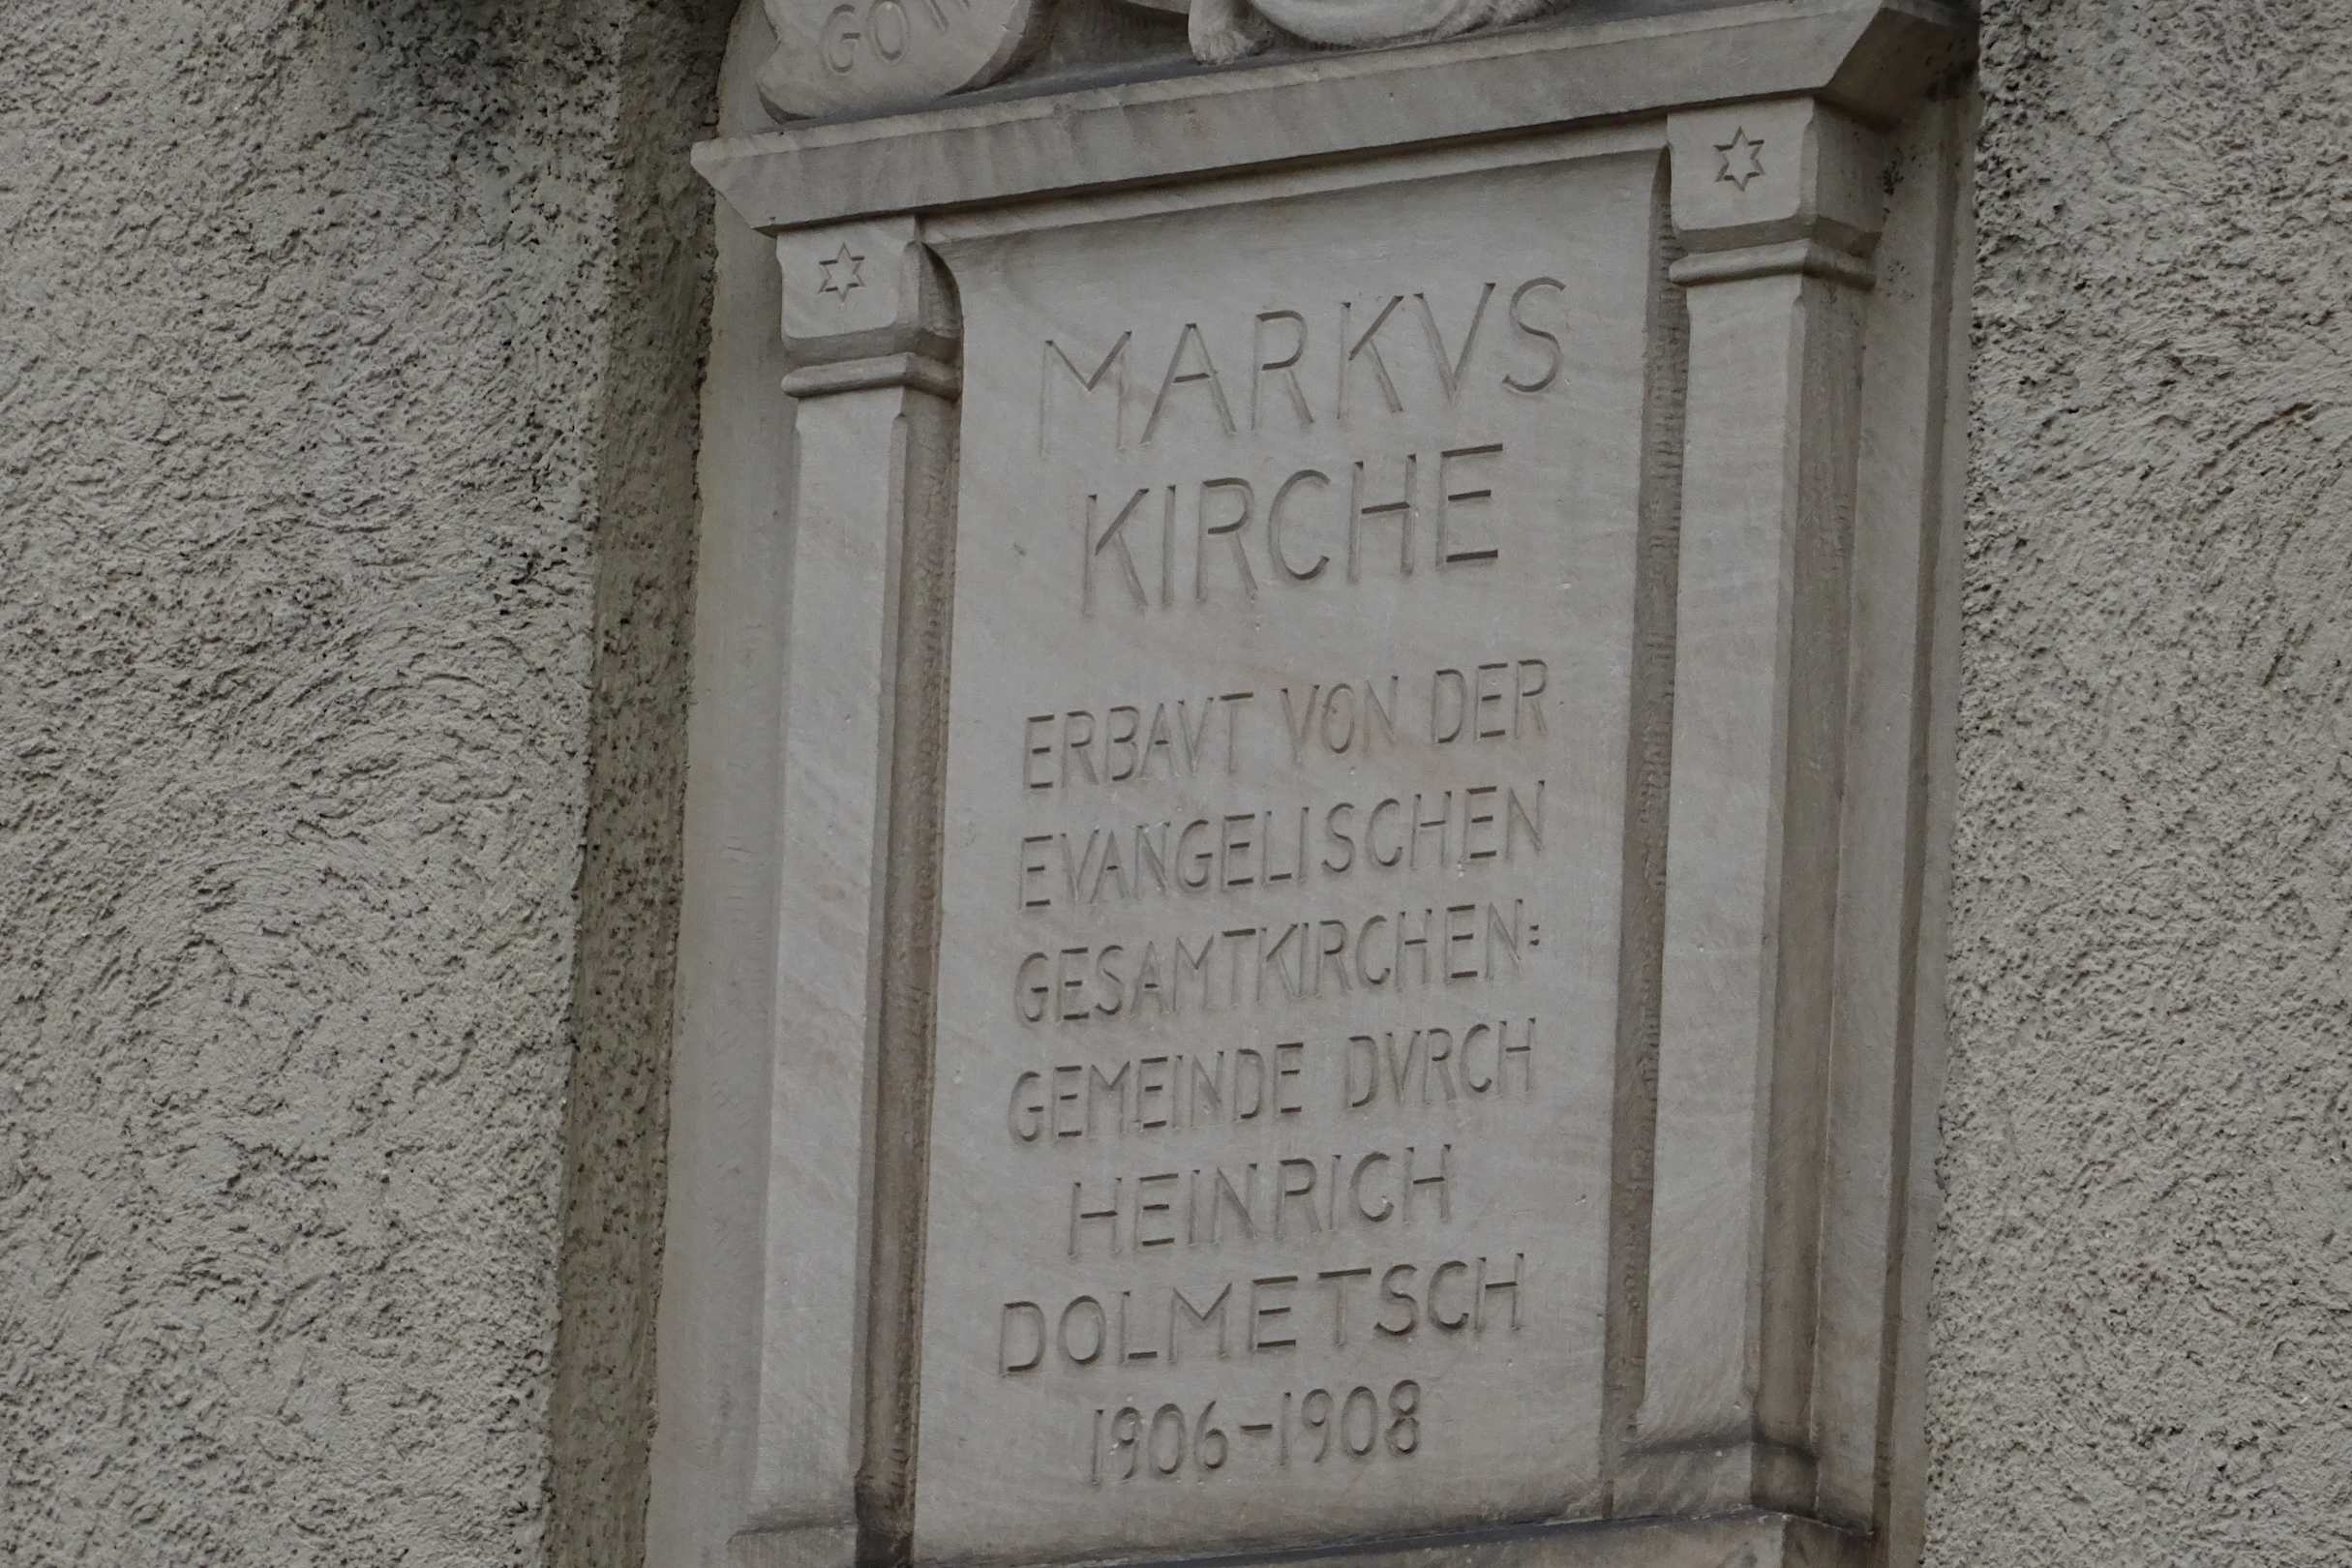 MARKVS
KIRCHE
ERBAVT VON DER
EVANGELISCHEN
GESAMTKIRCHEN:
GEMEINDE DVRCH
HEINRICH
DOLMETSCH
1906-1908